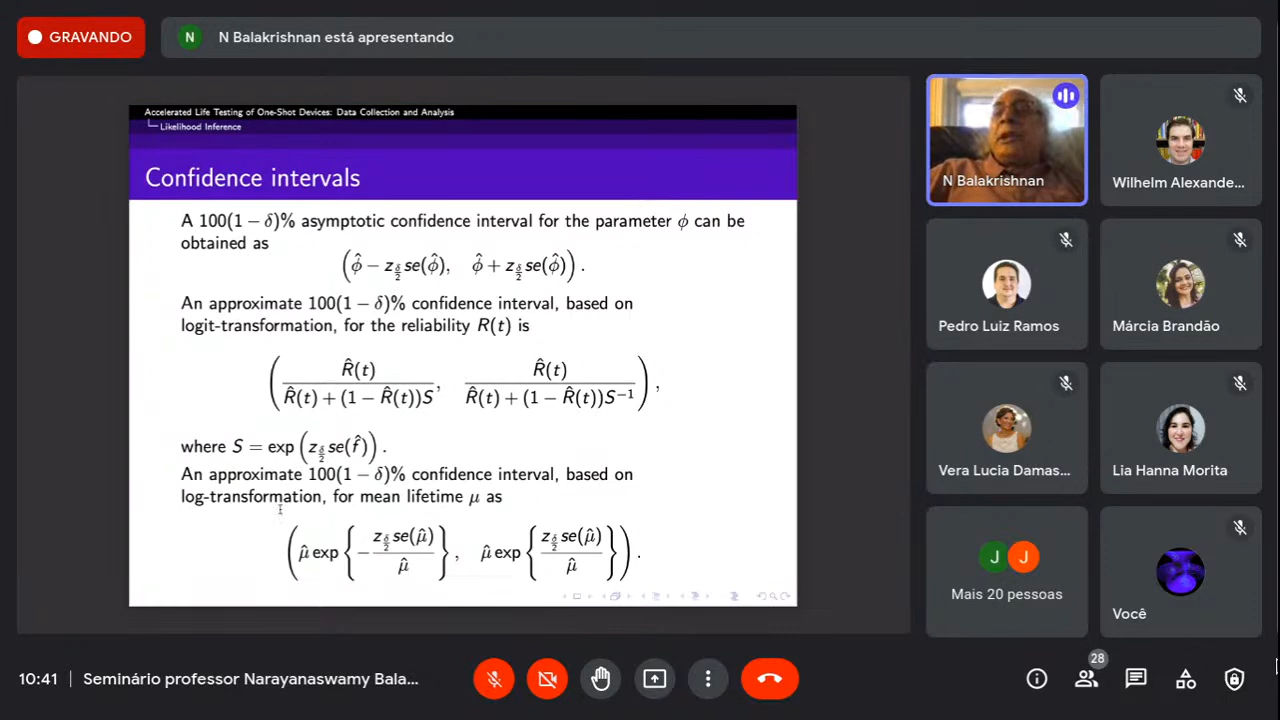 GRAVANDO
N
N Balakrishnan está apresentando
Accelerated Life Testing of One-Shot Devices: Data Collection and Analysis
Likelihood Inference
Confidence intervals
A 100(1 − δ)% asymptotic confidence interval for the parameter ϕ can be
obtained as
(ϕ̂ − z_{δ/2} se(ϕ̂), ϕ̂ + z_{δ/2} se(ϕ̂)).
An approximate 100(1 − δ)% confidence interval, based on
logit-transformation, for the reliability R(t) is
(R̂(t) / (R̂(t) + (1 − R̂(t))S), R̂(t) / (R̂(t) + (1 − R̂(t))S⁻¹)),
where S = exp(z_{δ/2} se(f̂)).
An approximate 100(1 − δ)% confidence interval, based on
log-transformation, for mean lifetime μ as
(μ̂ exp{−z_{δ/2} se(μ̂) / μ̂}, μ̂ exp{z_{δ/2} se(μ̂) / μ̂}).
N Balakrishnan
Wilhelm Alexande...
Pedro Luiz Ramos
Márcia Brandão
Vera Lucia Damas...
Lia Hanna Morita
J J
Mais 20 pessoas
Você
10:41
Seminário professor Narayanaswamy Bala...
28